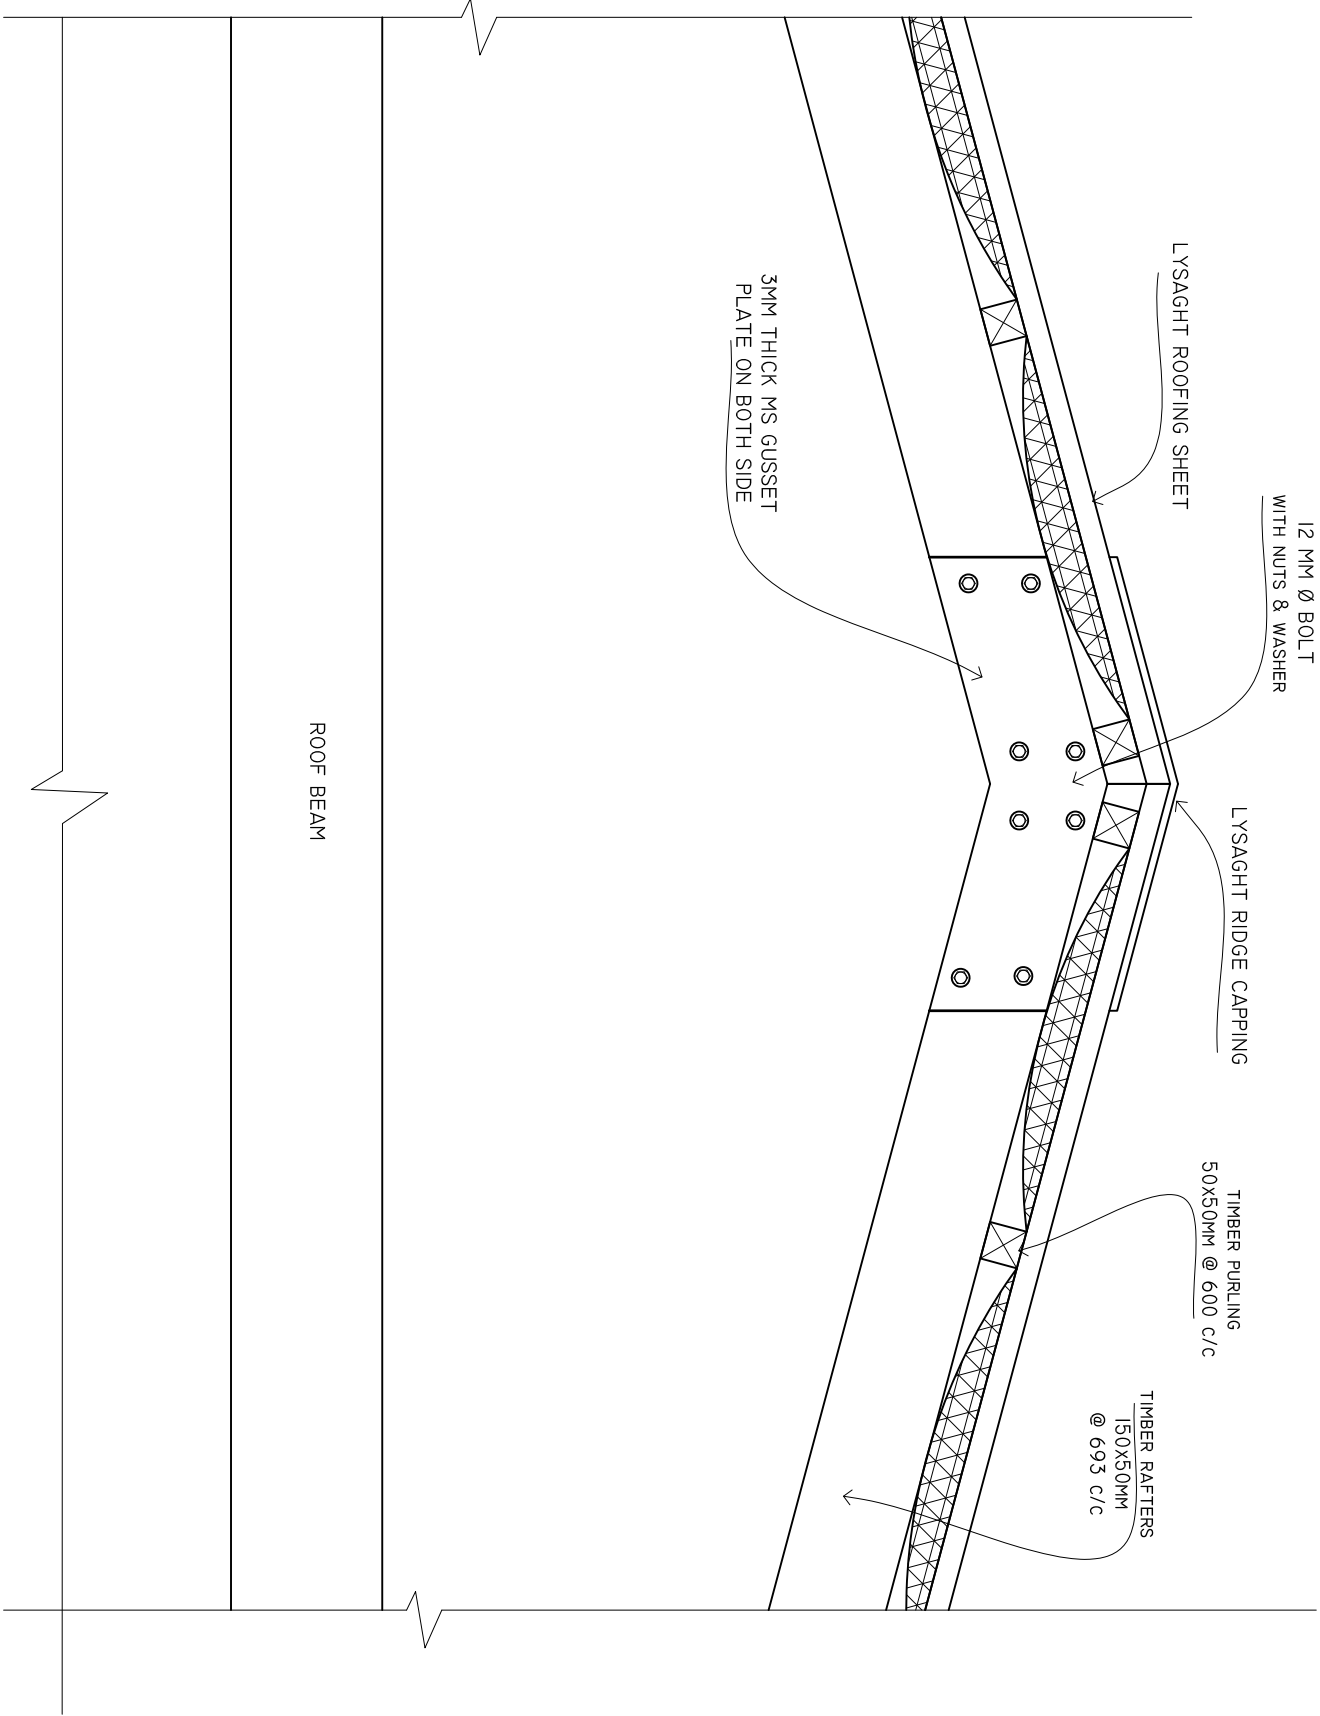 12 MM Ø BOLT
WITH NUTS & WASHER
LYSAGHT ROOFING SHEET
LYSAGHT RIDGE CAPPING
TIMBER PURLING
50x50MM @ 600 C/C
TIMBER RAFTERS
150x50MM
@ 693 C/C
3MM THICK MS GUSSET
PLATE ON BOTH SIDE
ROOF BEAM